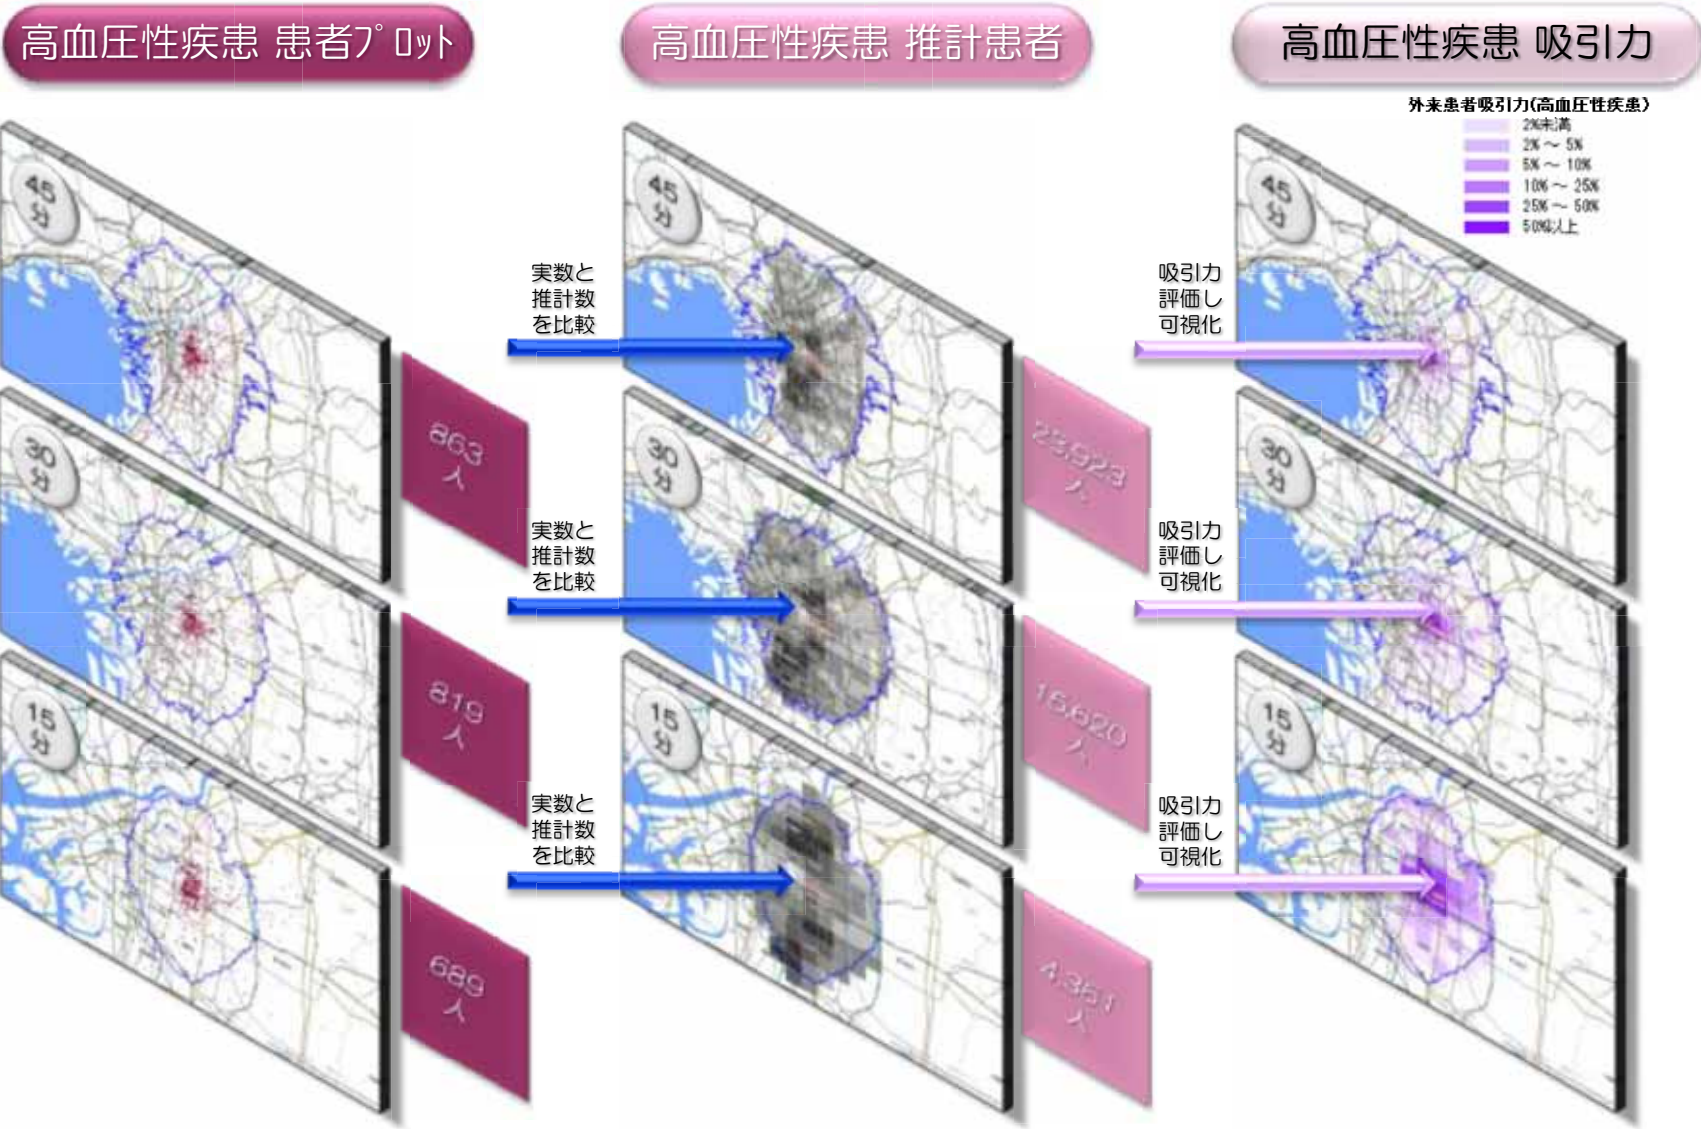 高血圧性疾患 患者プロット
高血圧性疾患 推計患者
高血圧性疾患 吸引力
外来患者吸引力(高血圧性疾患)
2%未満
2% ～ 5%
5% ～ 10%
10% ～ 25%
25% ～ 50%
50%以上
45
分
863
人
実数と
推計数
を比較
45
分
23,923
人
吸引力
評価し
可視化
45
分
30
分
819
人
実数と
推計数
を比較
30
分
人
吸引力
評価し
可視化
30
分
15
分
689
人
実数と
推計数
を比較
15
分
4,361
人
吸引力
評価し
可視化
15
分